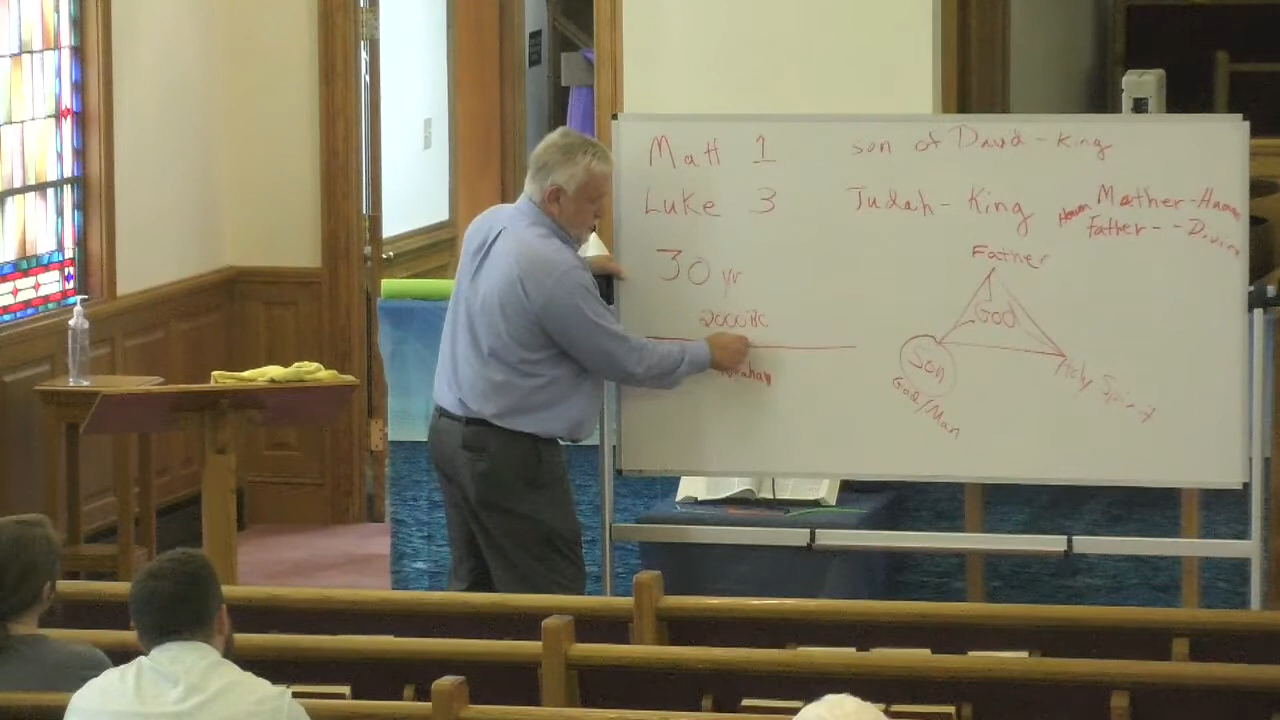 Matt 1
son of David - King
Luke 3
Judah - King
Mother - Human
Human Father - - Divine
30 yr
Father
God
2000 BC
Son
God/Man
Holy Spirit